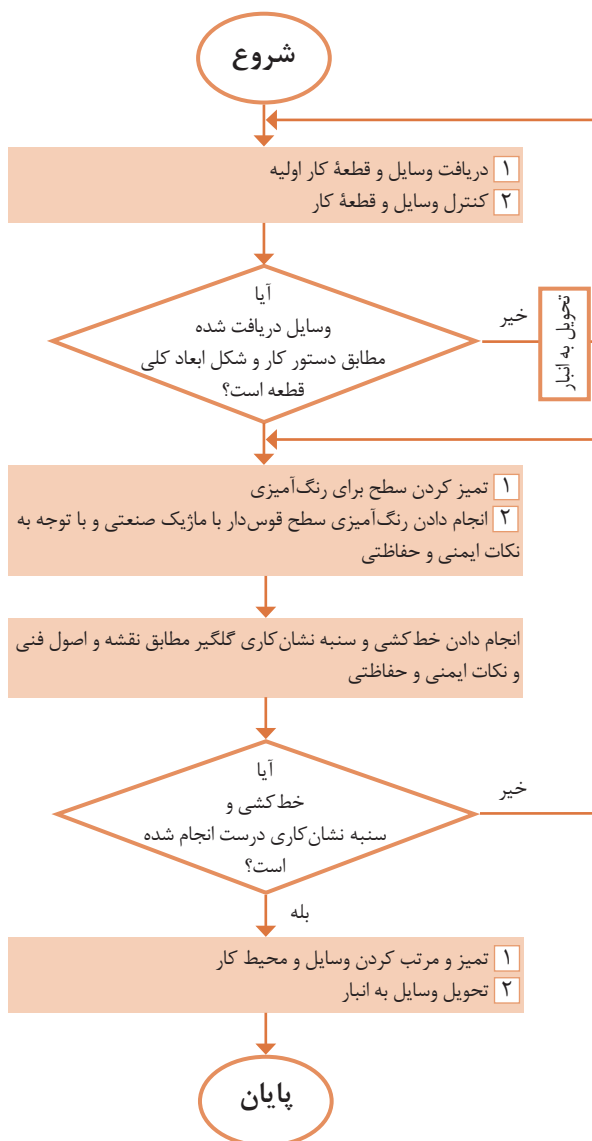 شروع
۱ دریافت وسایل و قطعهٔ کار اولیه
۲ کنترل وسایل و قطعهٔ کار
آیا
وسایل دریافت شده
مطابق دستور کار و شکل ابعاد کلی
قطعه است؟
خیر
تحویل به انبار
۱ تمیز کردن سطح برای رنگ‌آمیزی
۲ انجام دادن رنگ‌آمیزی سطح قوس‌دار با ماژیک صنعتی و با توجه به
نکات ایمنی و حفاظتی
انجام دادن خط‌کشی و سنبه نشان‌کاری گلگیر مطابق نقشه و اصول فنی
و نکات ایمنی و حفاظتی
آیا
خط‌کشی و
سنبه نشان‌کاری درست انجام شده
است؟
خیر
بله
۱ تمیز و مرتب کردن وسایل و محیط کار
۲ تحویل وسایل به انبار
پایان